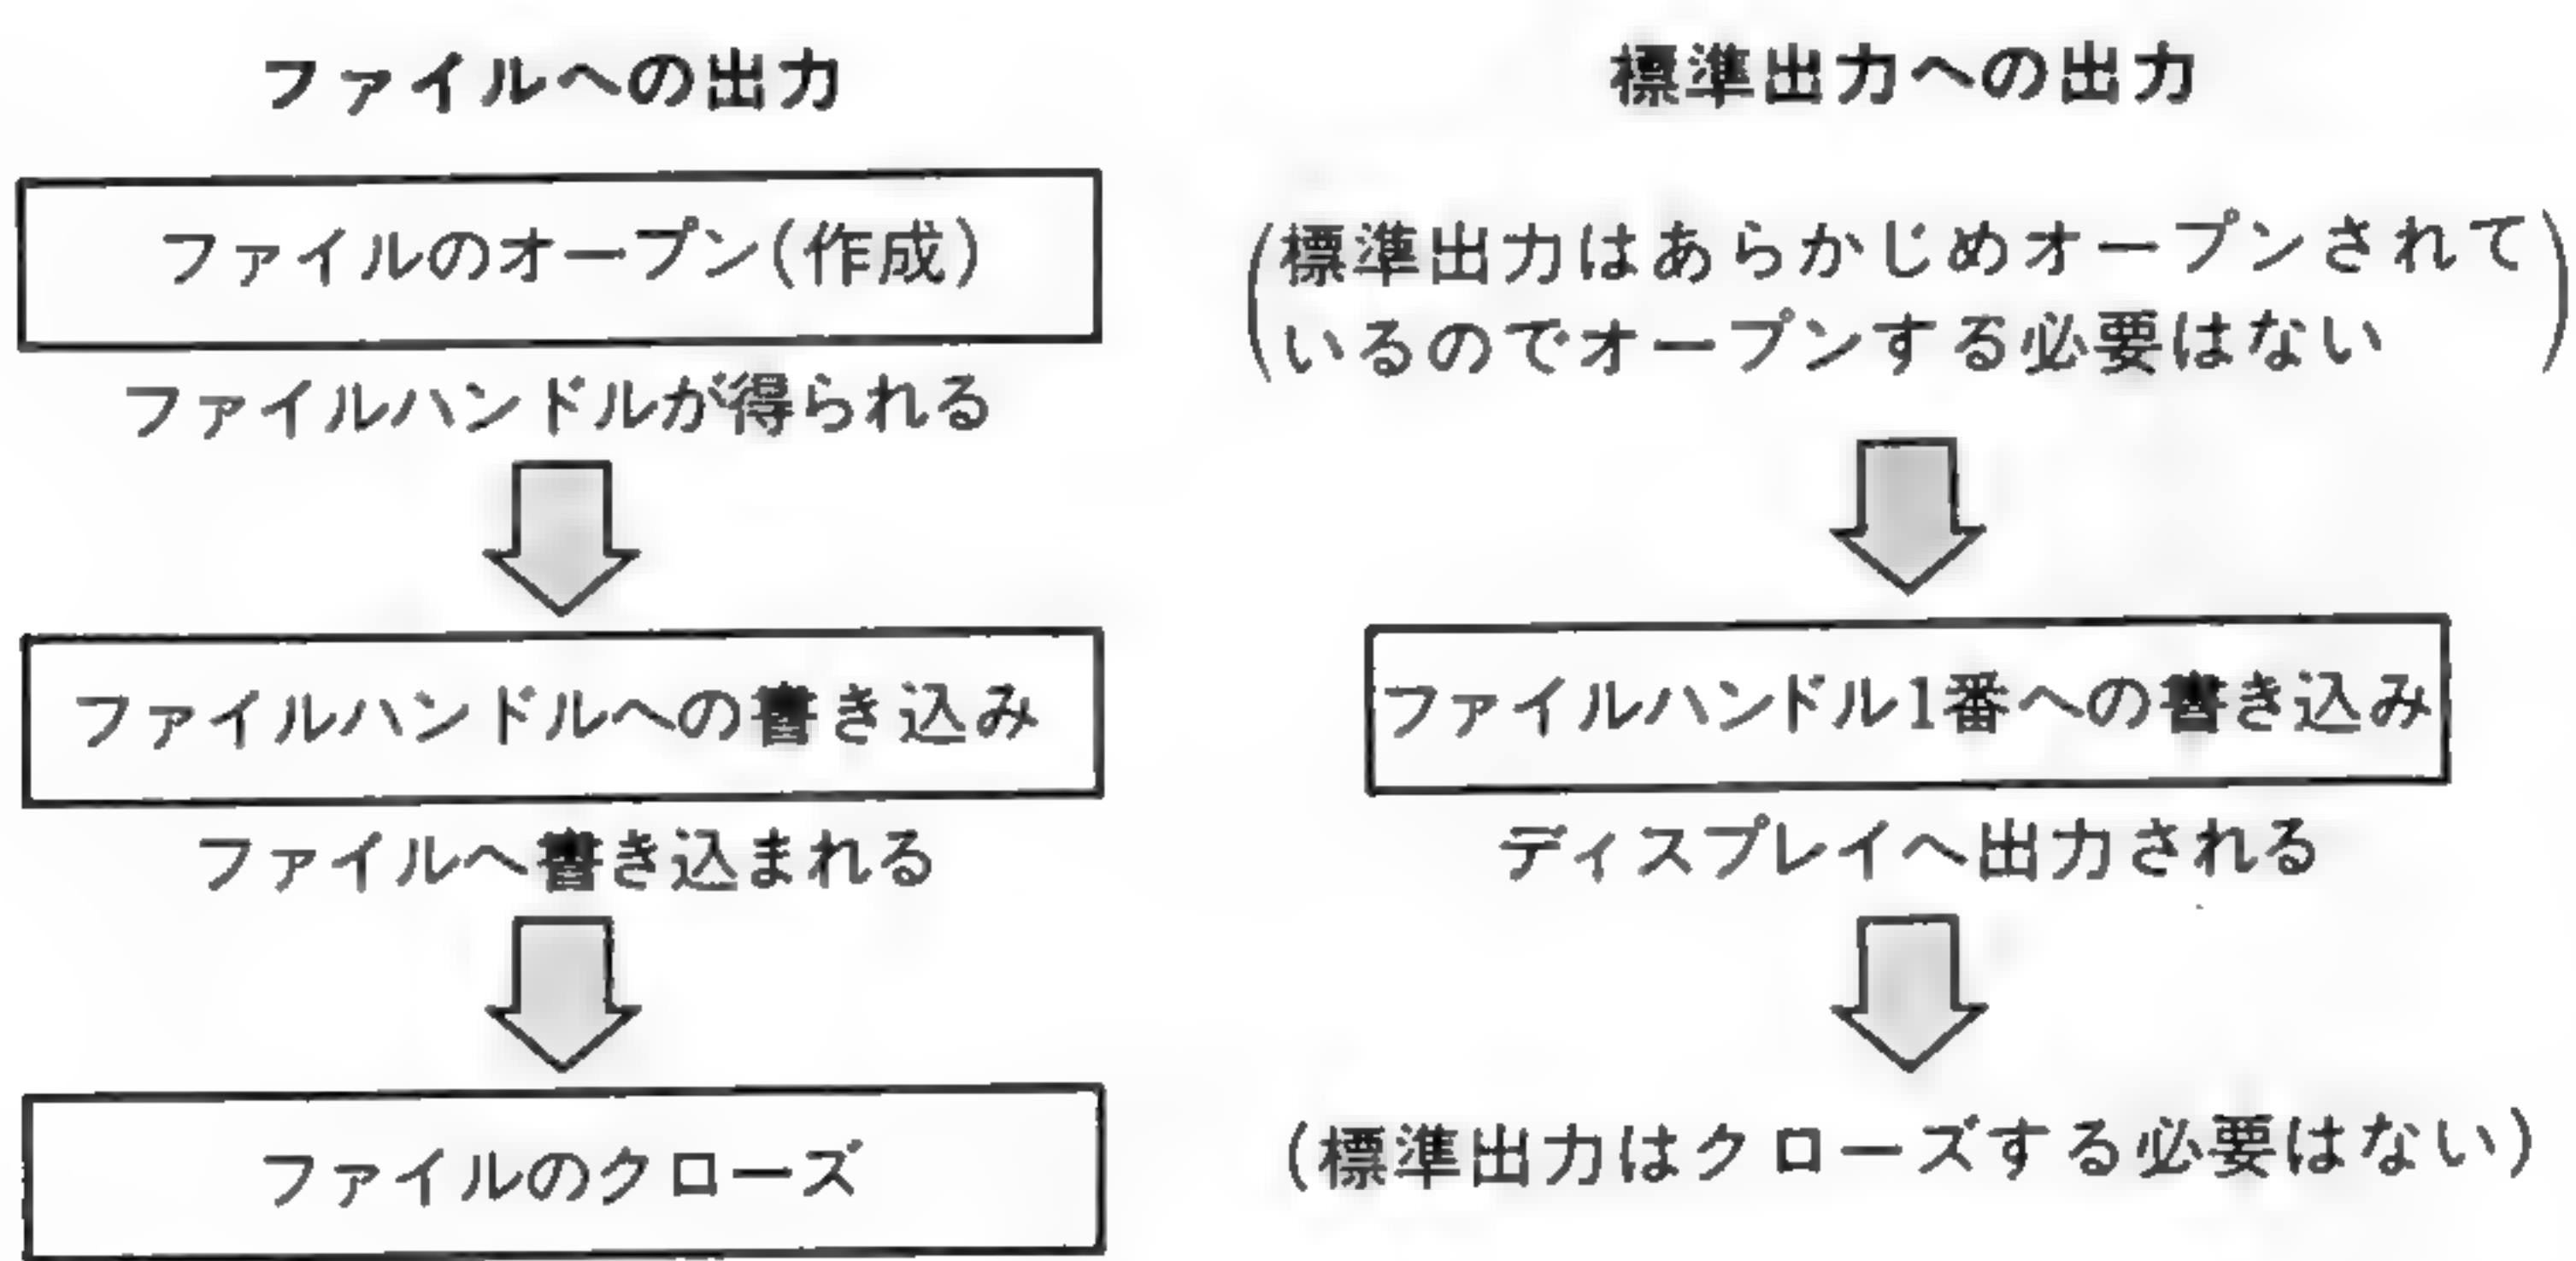 ファイルへの出力
ファイルのオープン(作成)
ファイルハンドルが得られる
ファイルハンドルへの書き込み
ファイルへ書き込まれる
ファイルのクローズ
標準出力への出力
(標準出力はあらかじめオープンされて
いるのでオープンする必要はない)
ファイルハンドル1番への書き込み
ディスプレイへ出力される
(標準出力はクローズする必要はない)